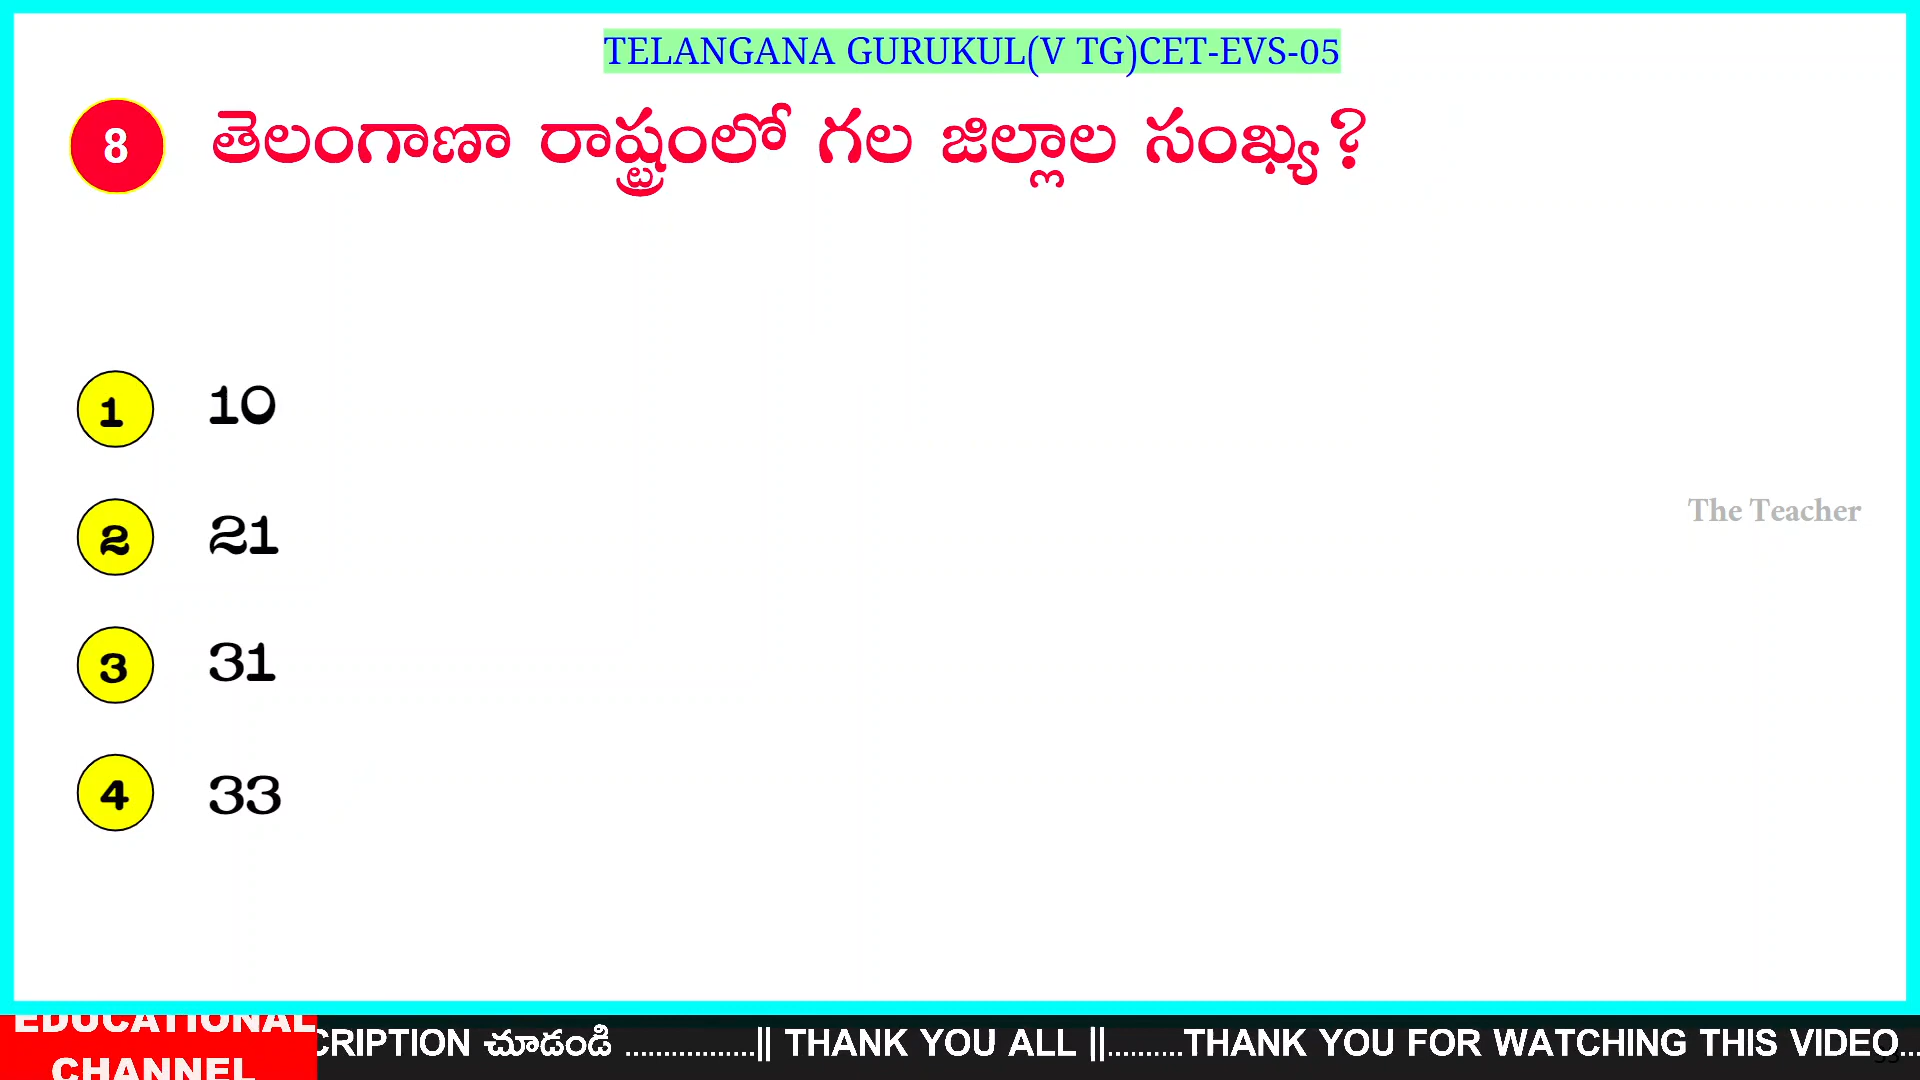 TELANGANA GURUKUL(V TG)CET-EVS-05
8 తెలంగాణా రాష్ట్రంలో గల జిల్లాల సంఖ్య?
1 10
2 21
The Teacher
3 31
4 33
EDUCATIONAL
CHANNEL
CRIPTION చూడండి .................|| THANK YOU ALL ||..........THANK YOU FOR WATCHING THIS VIDEO...